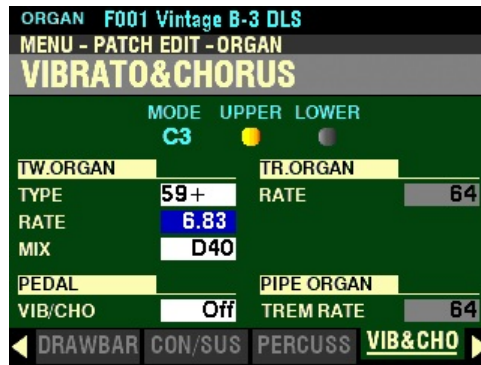 ORGAN F001 Vintage B-3 DLS
MENU - PATCH EDIT - ORGAN
VIBRATO&CHORUS
MODE UPPER LOWER
C3
TW.ORGAN TR.ORGAN
TYPE 59+ RATE 64
RATE 6.83
MIX D40
PEDAL PIPE ORGAN
VIB/CHO Off TREM RATE 64
DRAWBAR CON/SUS PERCUSS VIB&CHO